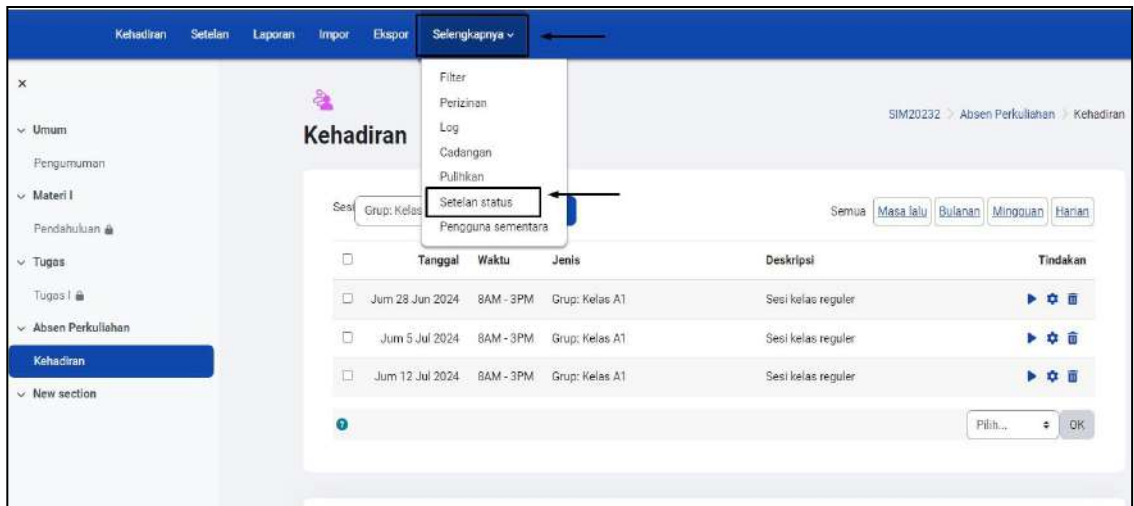 Kehadiran Setelan Laporan Impor Ekspor Selengkapnya
Filter
Perizinan
Log
Cadangan
Pulihkan
Setelan status
Pengguna sementara
Umum
Pengumuman
Materi I
Pendahuluan
Tugas
Tugas I
Absen Perkuliahan
Kehadiran
New section
SIM20232 > Absen Perkuliahan > Kehadiran
Kehadiran
Sesi Grup: Kelas
Semua Masa lalu Bulanan Mingguan Harian
Tanggal Waktu Jenis Deskripsi Tindakan
Jum 28 Jun 2024 8AM - 3PM Grup: Kelas A1 Sesi kelas reguler
Jum 5 Jul 2024 8AM - 3PM Grup: Kelas A1 Sesi kelas reguler
Jum 12 Jul 2024 8AM - 3PM Grup: Kelas A1 Sesi kelas reguler
Pilih... OK